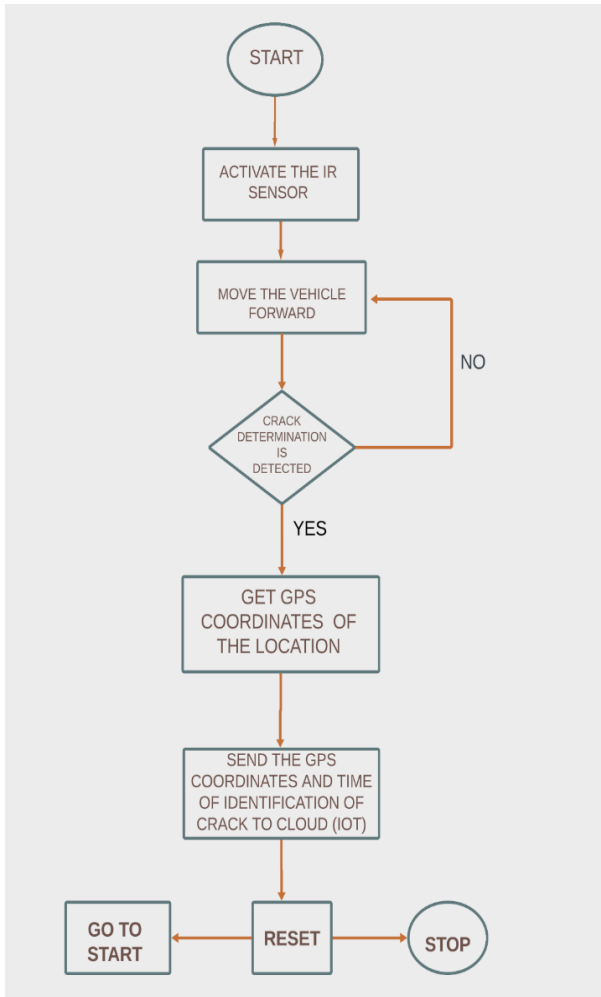 START
ACTIVATE THE IR
SENSOR
MOVE THE VEHICLE
FORWARD
NO
CRACK
DETERMINATION
IS
DETECTED
YES
GET GPS
COORDINATES OF
THE LOCATION
SEND THE GPS
COORDINATES AND TIME
OF IDENTIFICATION OF
CRACK TO CLOUD (IOT)
GO TO
START
RESET
STOP